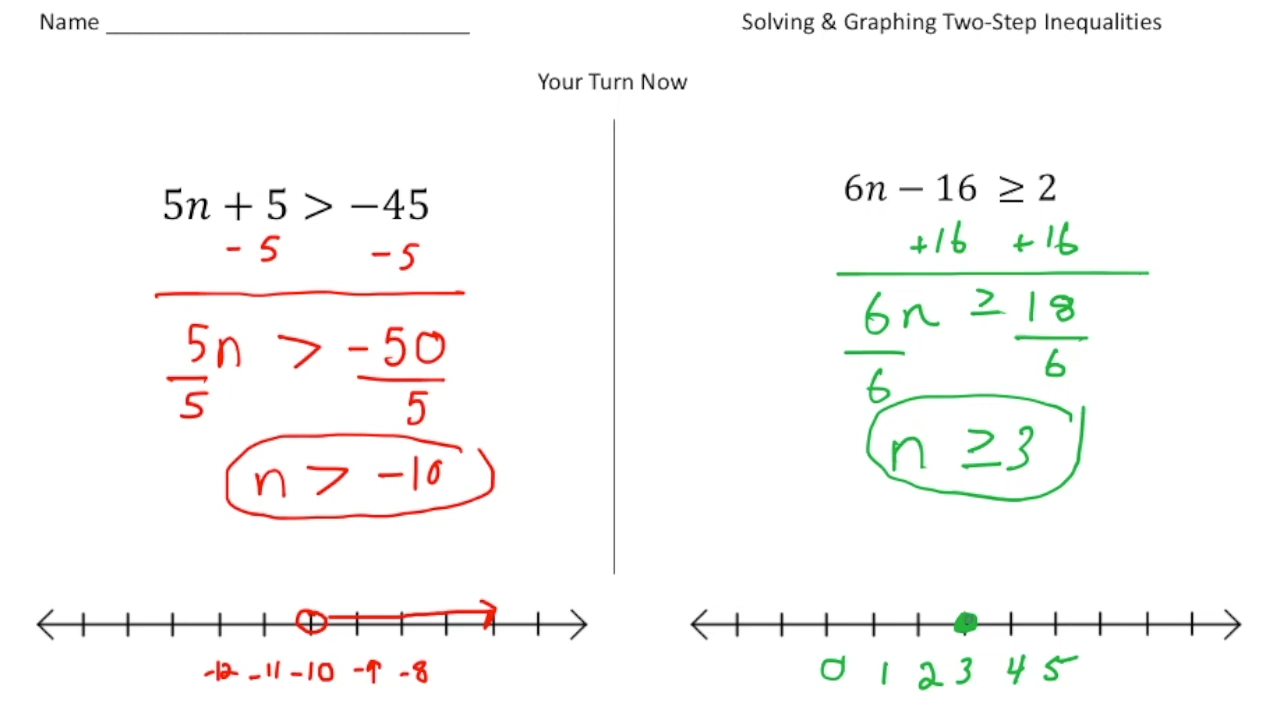 Name ____________________
Solving & Graphing Two-Step Inequalities
Your Turn Now
5n + 5 > −45
- 5 - 5
5n > -50
5 5
n > -10
-12 -11 -10 -9 -8
6n − 16 ≥ 2
+16 +16
6n ≥ 18
6 6
n ≥ 3
0 1 2 3 4 5